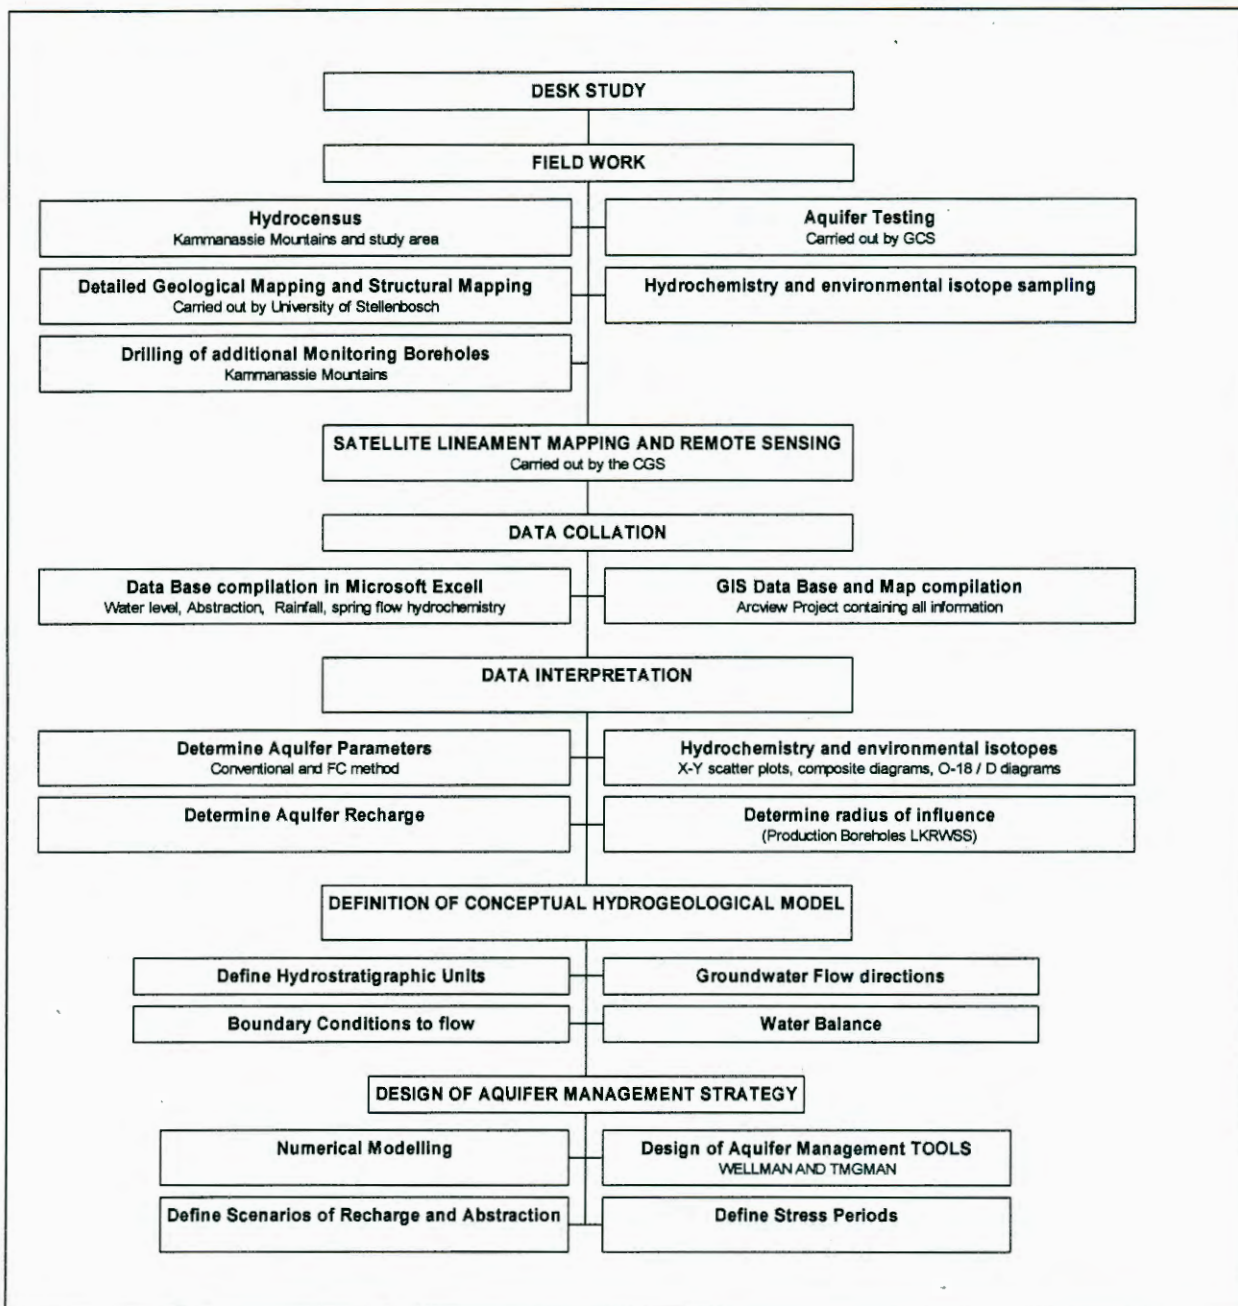 DESK STUDY
FIELD WORK
Hydrocensus
Kammanassie Mountains and study area
Aquifer Testing
Carried out by GCS
Detailed Geological Mapping and Structural Mapping
Carried out by University of Stellenbosch
Hydrochemistry and environmental isotope sampling
Drilling of additional Monitoring Boreholes
Kammanassie Mountains
SATELLITE LINEAMENT MAPPING AND REMOTE SENSING
Carried out by the CGS
DATA COLLATION
Data Base compilation in Microsoft Excell
Water level, Abstraction, Rainfall, spring flow hydrochemistry
GIS Data Base and Map compilation
Arcview Project containing all information
DATA INTERPRETATION
Determine Aquifer Parameters
Conventional and FC method
Hydrochemistry and environmental isotopes
X-Y scatter plots, composite diagrams, O-18 / D diagrams
Determine Aquifer Recharge
Determine radius of influence
(Production Boreholes LKRWSS)
DEFINITION OF CONCEPTUAL HYDROGEOLOGICAL MODEL
Define Hydrostratigraphic Units
Groundwater Flow directions
Boundary Conditions to flow
Water Balance
DESIGN OF AQUIFER MANAGEMENT STRATEGY
Numerical Modelling
Design of Aquifer Management TOOLS
WELLMAN AND TMGMAN
Define Scenarios of Recharge and Abstraction
Define Stress Periods